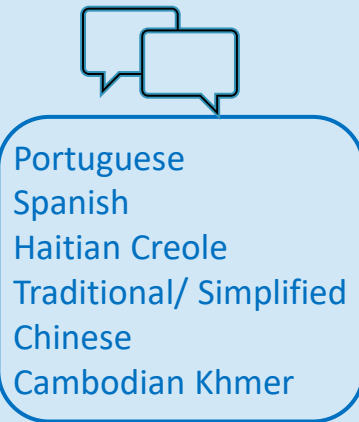 Portuguese
Spanish
Haitian Creole
Traditional/ Simplified
Chinese
Cambodian Khmer